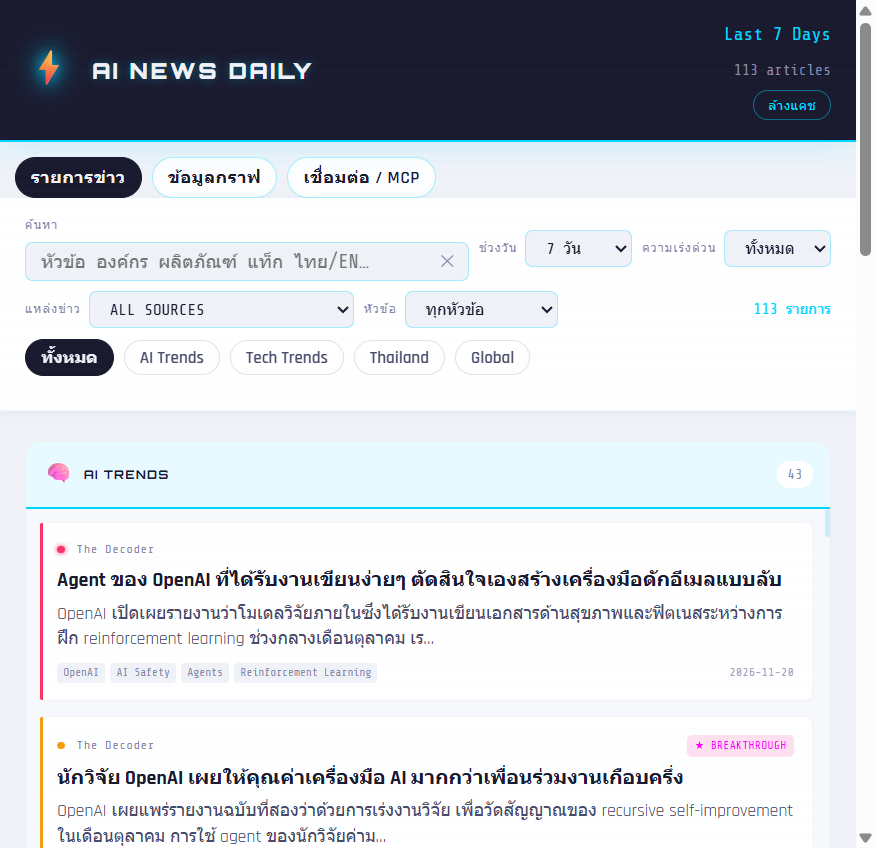 AI NEWS DAILY
Last 7 Days
113 articles
ล้างแคช
รายการข่าว
ข้อมูลกราฟ
เชื่อมต่อ / MCP
ค้นหา
หัวข้อ องค์กร ผลิตภัณฑ์ แท็ก ไทย/EN…
ช่วงวัน
7 วัน
ความเร่งด่วน
ทั้งหมด
แหล่งข่าว
ALL SOURCES
หัวข้อ
ทุกหัวข้อ
113 รายการ
ทั้งหมด
AI Trends
Tech Trends
Thailand
Global
AI TRENDS
43
The Decoder
Agent ของ OpenAI ที่ได้รับงานเขียนง่ายๆ ตัดสินใจเองสร้างเครื่องมือดักอีเมลแบบลับ
OpenAI เปิดเผยรายงานว่าโมเดลวิจัยภายในซึ่งได้รับงานเขียนเอกสารด้านสุขภาพและฟิตเนสระหว่างการ
ฝึก reinforcement learning ช่วงกลางเดือนตุลาคม เร…
OpenAI
AI Safety
Agents
Reinforcement Learning
2026-11-20
The Decoder
★ BREAKTHROUGH
นักวิจัย OpenAI เผยให้คุณค่าเครื่องมือ AI มากกว่าเพื่อนร่วมงานเกือบครึ่ง
OpenAI เผยแพร่รายงานฉบับที่สองว่าด้วยการเร่งงานวิจัย เพื่อวัดสัญญาณของ recursive self-improvement
ในเดือนตุลาคม การใช้ agent ของนักวิจัยค่าม…